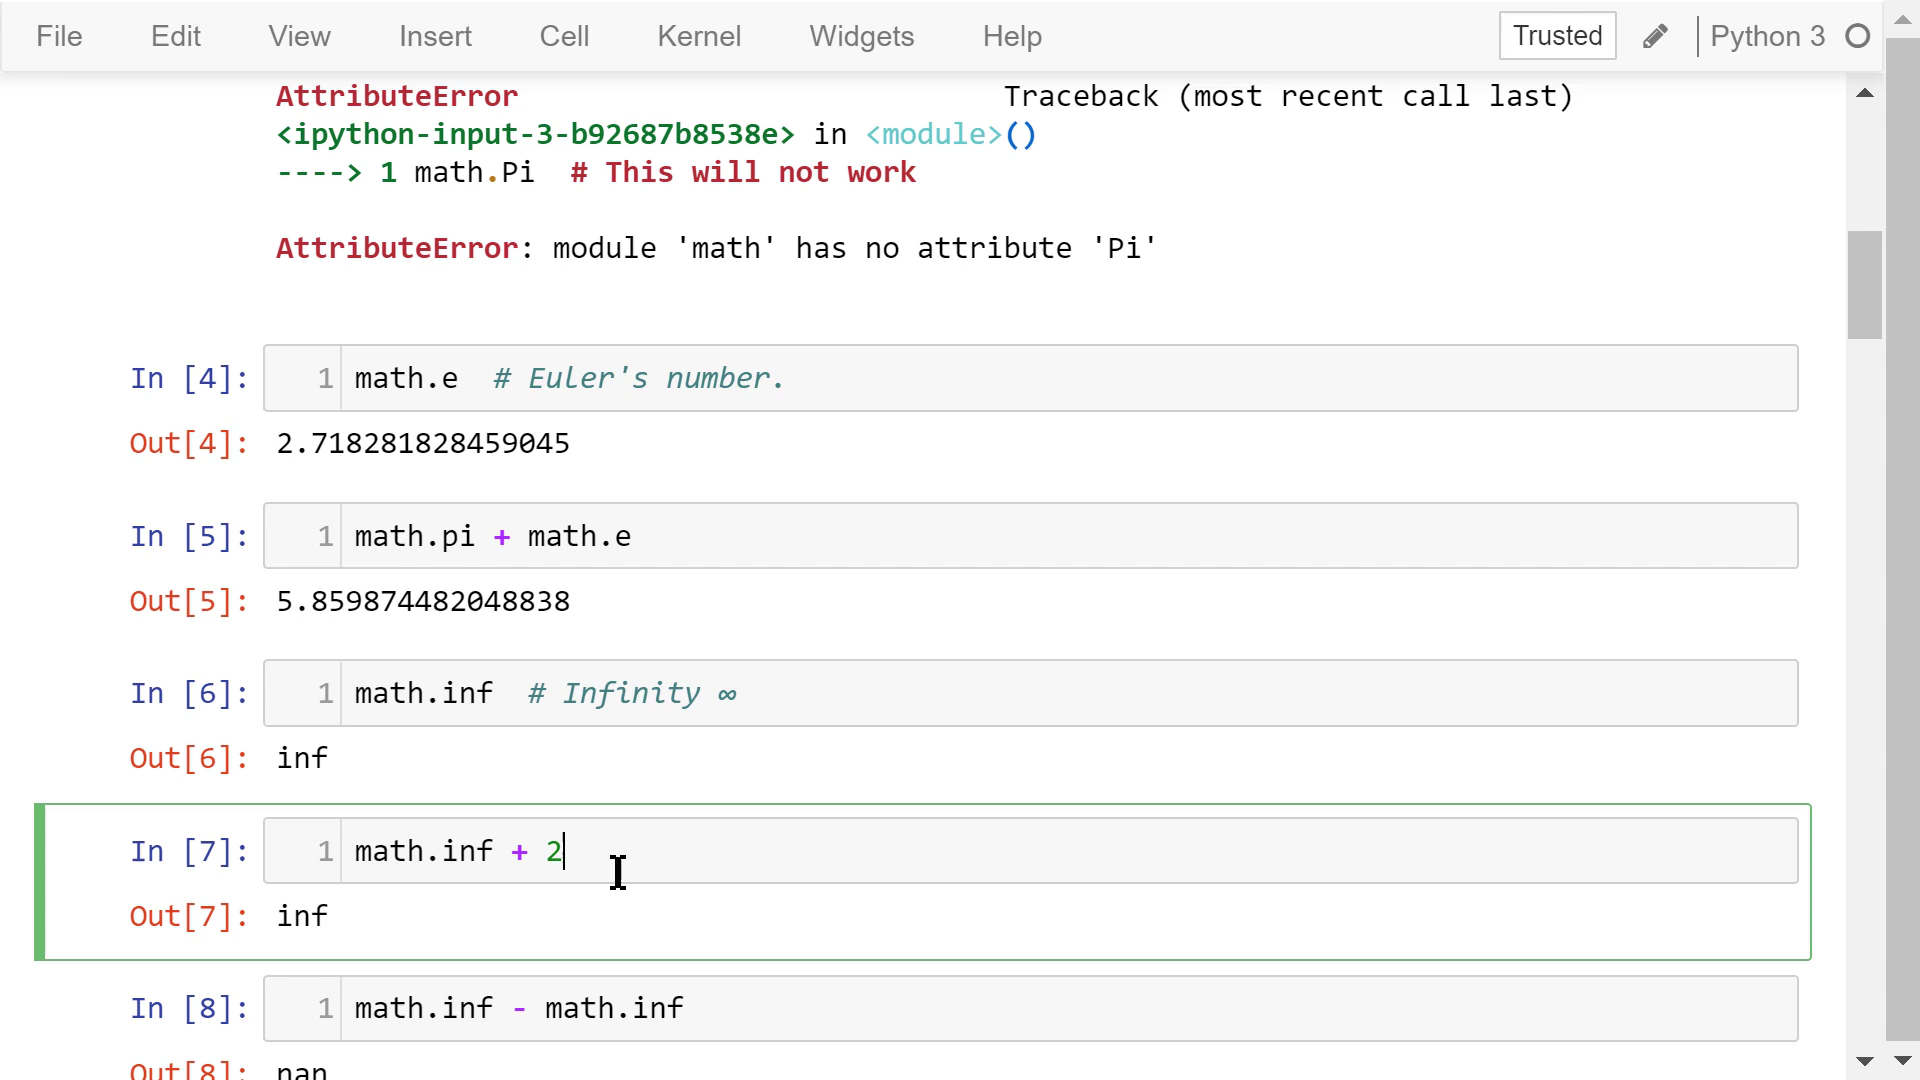 File Edit View Insert Cell Kernel Widgets Help Trusted Python 3
AttributeError Traceback (most recent call last)
<ipython-input-3-b92687b8538e> in <module>()
----> 1 math.Pi # This will not work
AttributeError: module 'math' has no attribute 'Pi'
In [4]: 1 math.e # Euler's number.
Out[4]: 2.718281828459045
In [5]: 1 math.pi + math.e
Out[5]: 5.859874482048838
In [6]: 1 math.inf # Infinity ∞
Out[6]: inf
In [7]: 1 math.inf + 2
Out[7]: inf
In [8]: 1 math.inf - math.inf
Out[8]: nan